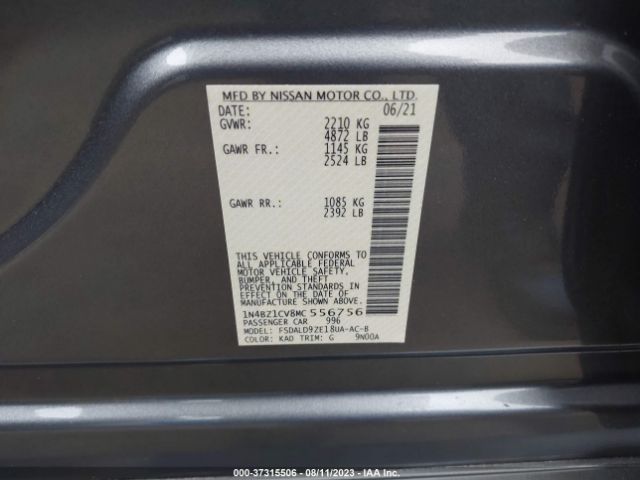 MFD BY NISSAN MOTOR CO., LTD.
DATE: 06/21
GVWR: 2210 KG
4872 LB
GAWR FR.: 1145 KG
2524 LB
GAWR RR.: 1085 KG
2392 LB
THIS VEHICLE CONFORMS TO
ALL APPLICABLE FEDERAL
MOTOR VEHICLE SAFETY,
BUMPER, AND THEFT
PREVENTION STANDARDS
IN EFFECT ON THE DATE OF
MANUFACTURE SHOWN ABOVE.
1N4BZ1CV8MC 556756
PASSENGER CAR 996
MODEL: FSDALD9ZE18UA-AC-B
COLOR: KAD TRIM: G 9N00A
000-37315506 - 08/11/2023 - IAA Inc.